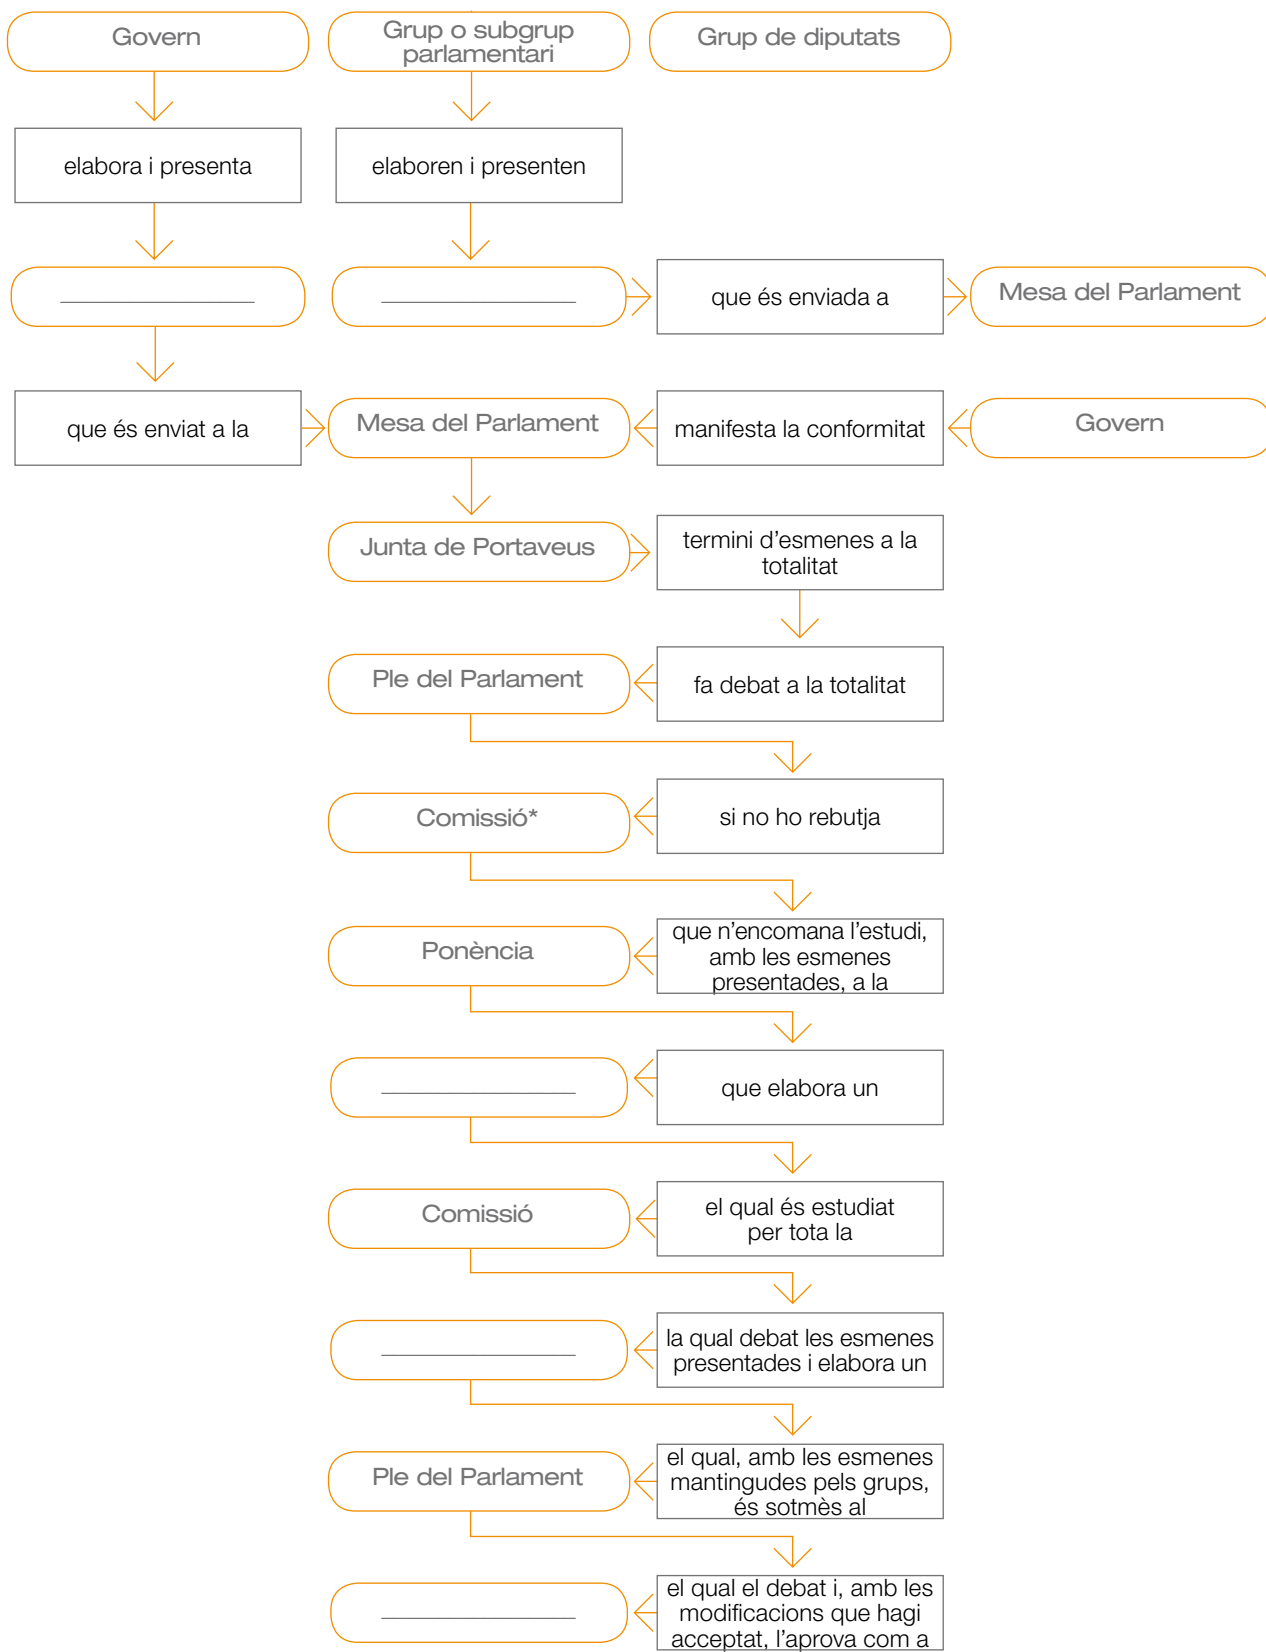 Govern
Grup o subgrup
parlamentari
Grup de diputats
elabora i presenta
elaboren i presenten
que és enviada a
Mesa del Parlament
que és enviat a la
Mesa del Parlament
manifesta la conformitat
Govern
Junta de Portaveus
termini d’esmenes a la
totalitat
Ple del Parlament
fa debat a la totalitat
Comissió*
si no ho rebutja
Ponència
que n’encomana l’estudi,
amb les esmenes
presentades, a la
que elabora un
Comissió
el qual és estudiat
per tota la
la qual debat les esmenes
presentades i elabora un
Ple del Parlament
el qual, amb les esmenes
mantingudes pels grups,
és sotmès al
el qual el debat i, amb les
modificacions que hagi
acceptat, l’aprova com a